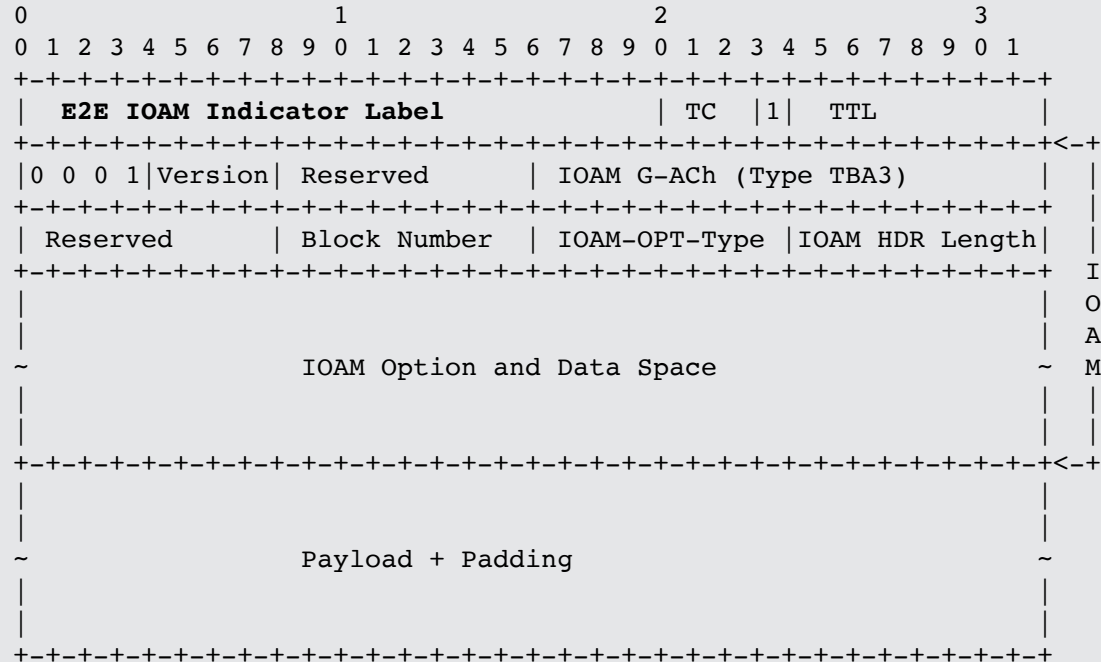 0                   1                   2                   3
0 1 2 3 4 5 6 7 8 9 0 1 2 3 4 5 6 7 8 9 0 1 2 3 4 5 6 7 8 9 0 1
+-+-+-+-+-+-+-+-+-+-+-+-+-+-+-+-+-+-+-+-+-+-+-+-+-+-+-+-+-+-+-+-+
|  E2E IOAM Indicator Label             | TC  |1|  TTL          |
+-+-+-+-+-+-+-+-+-+-+-+-+-+-+-+-+-+-+-+-+-+-+-+-+-+-+-+-+-+-+-+-+<-+
|0 0 0 1|Version| Reserved      | IOAM G-ACh (Type TBA3)        |  |
+-+-+-+-+-+-+-+-+-+-+-+-+-+-+-+-+-+-+-+-+-+-+-+-+-+-+-+-+-+-+-+-+  |
| Reserved      | Block Number  | IOAM-OPT-Type |IOAM HDR Length|  |
+-+-+-+-+-+-+-+-+-+-+-+-+-+-+-+-+-+-+-+-+-+-+-+-+-+-+-+-+-+-+-+-+  I
|                                                               |  O
|                                                               |  A
~                 IOAM Option and Data Space                    ~  M
|                                                               |  |
|                                                               |  |
+-+-+-+-+-+-+-+-+-+-+-+-+-+-+-+-+-+-+-+-+-+-+-+-+-+-+-+-+-+-+-+-+<-+
|                                                               |
|                                                               |
~                 Payload + Padding                             ~
|                                                               |
|                                                               |
+-+-+-+-+-+-+-+-+-+-+-+-+-+-+-+-+-+-+-+-+-+-+-+-+-+-+-+-+-+-+-+-+